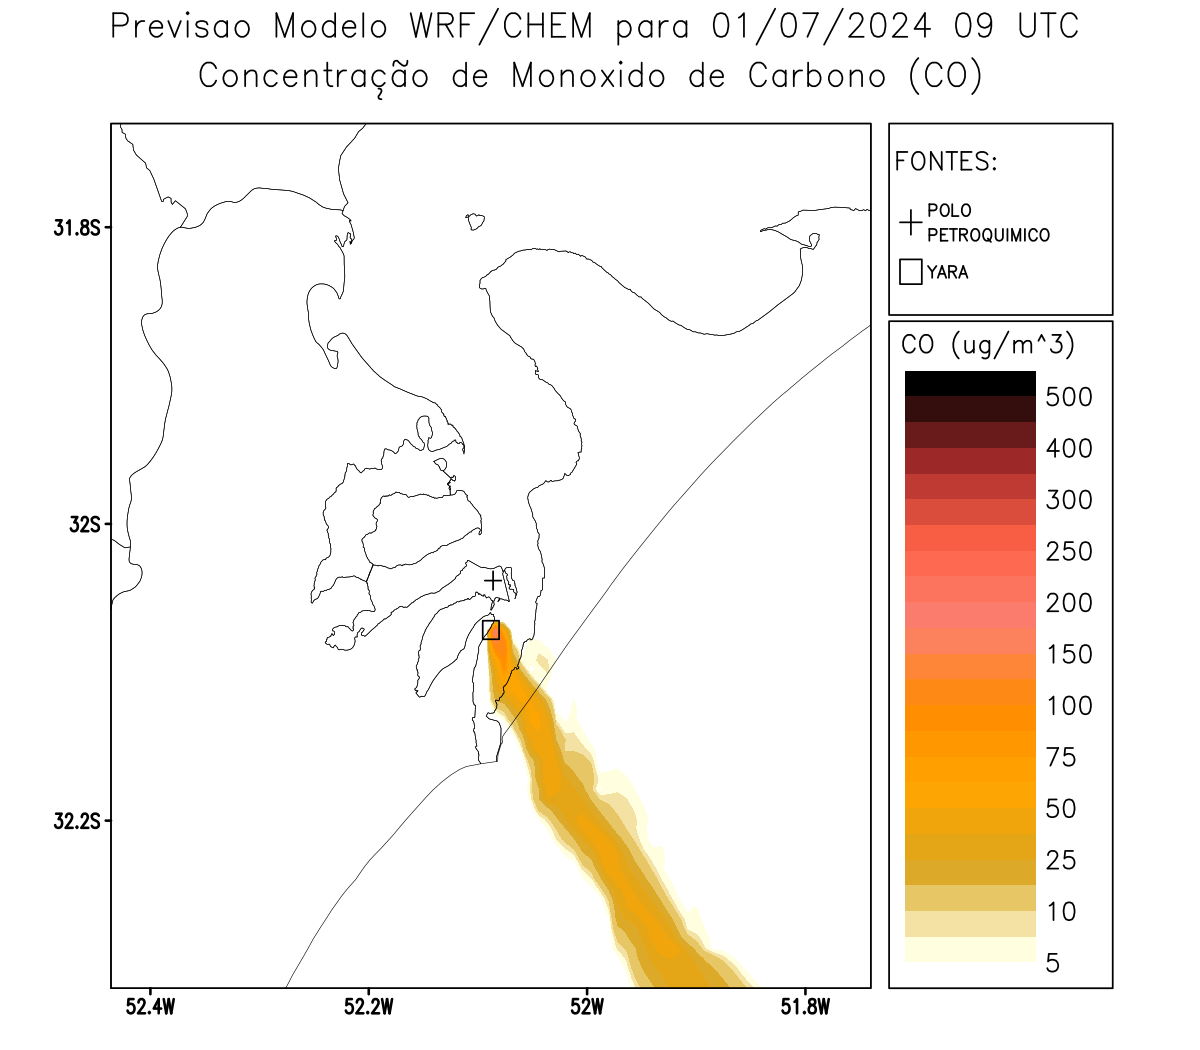 Previsao Modelo WRF/CHEM para 01/07/2024 09 UTC
Concentração de Monoxido de Carbono (CO)
FONTES:
POLO
PETROQUIMICO
YARA
CO (ug/m^3)
500
400
300
250
200
150
100
75
50
25
10
5
31.8S
32S
32.2S
52.4W
52.2W
52W
51.8W